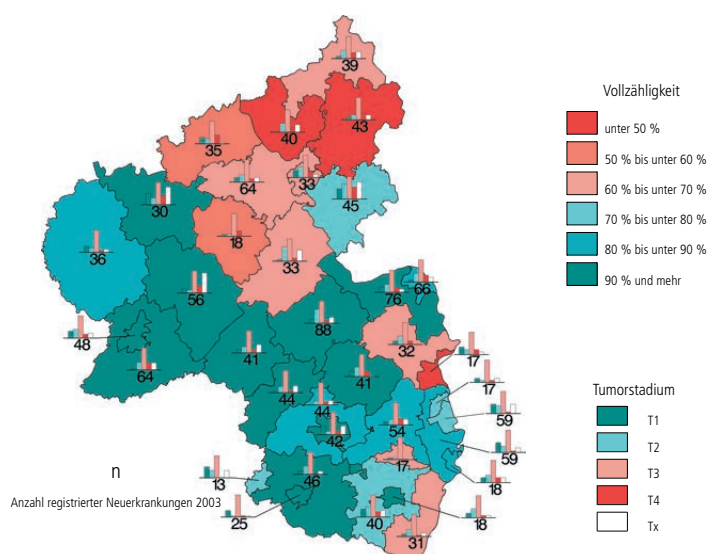 39
40
43
35
33
64
45
30
18
36
33
56
76
66
88
48
32
41
17
64
41
17
44
44
59
54
42
59
17
46
18
13
25
40
18
31
Vollzähligkeit
unter 50 %
50 % bis unter 60 %
60 % bis unter 70 %
70 % bis unter 80 %
80 % bis unter 90 %
90 % und mehr
Tumorstadium
T1
T2
T3
T4
Tx
n
Anzahl registrierter Neuerkrankungen 2003